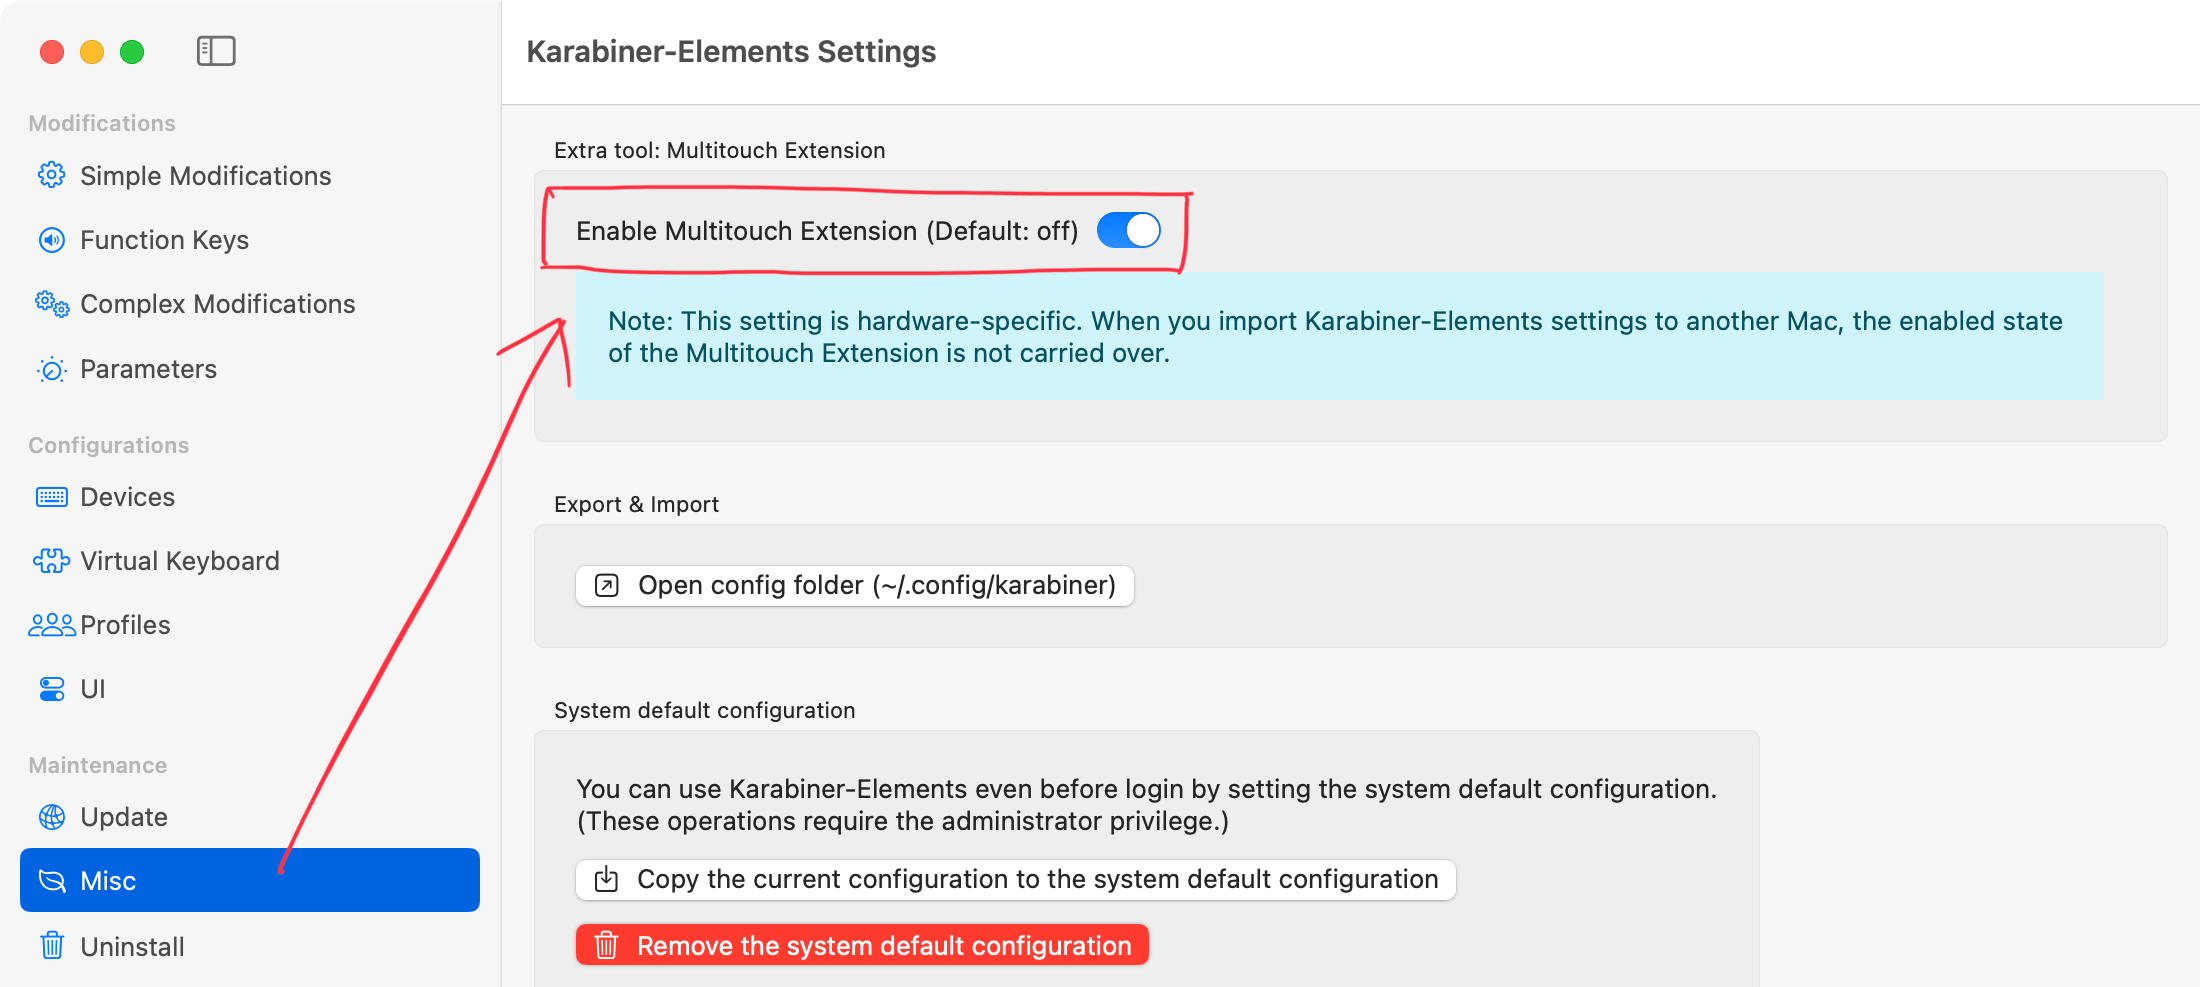 Karabiner-Elements Settings
Modifications
Simple Modifications
Function Keys
Complex Modifications
Parameters
Configurations
Devices
Virtual Keyboard
Profiles
UI
Maintenance
Update
Misc
Uninstall
Extra tool: Multitouch Extension
Enable Multitouch Extension (Default: off)
Note: This setting is hardware-specific. When you import Karabiner-Elements settings to another Mac, the enabled state
of the Multitouch Extension is not carried over.
Export & Import
Open config folder (~/.config/karabiner)
System default configuration
You can use Karabiner-Elements even before login by setting the system default configuration.
(These operations require the administrator privilege.)
Copy the current configuration to the system default configuration
Remove the system default configuration